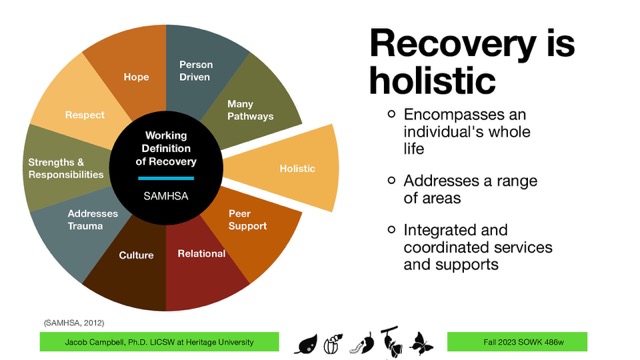 Recovery is
holistic
Encompasses an
individual's whole
life
Addresses a range
of areas
Integrated and
coordinated services
and supports
Working
Definition
of Recovery
SAMHSA
Hope
Person
Driven
Many
Pathways
Holistic
Peer
Support
Relational
Culture
Addresses
Trauma
Strengths &
Responsibilities
Respect
(SAMHSA, 2012)
Jacob Campbell, Ph.D. LICSW at Heritage University
Fall 2023 SOWK 486w